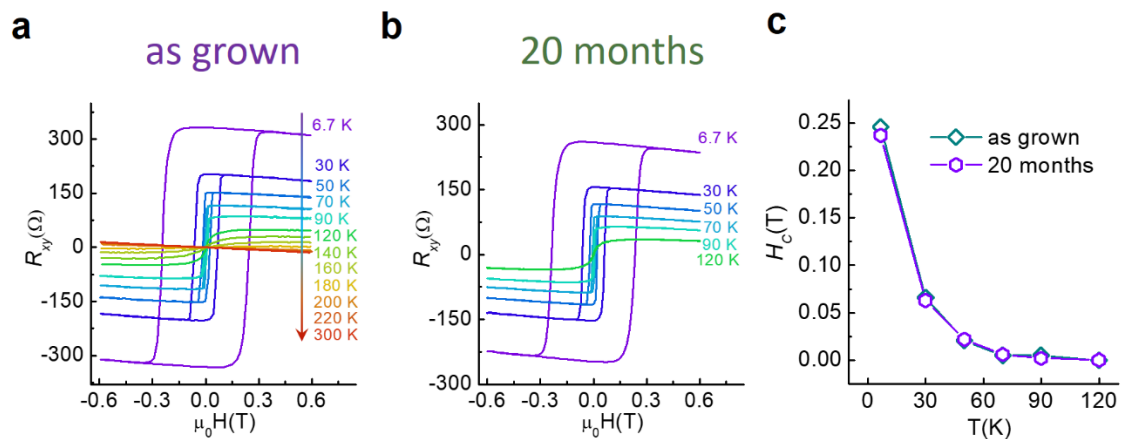 a
as grown
300
150
0
-150
-300
R_xy(Ω)
-0.6 -0.3 0.0 0.3 0.6
μ₀H(T)
6.7 K
30 K
50 K
70 K
90 K
120 K
140 K
160 K
180 K
200 K
220 K
300 K
b
20 months
300
150
0
-150
-300
R_xy(Ω)
-0.6 -0.3 0.0 0.3 0.6
μ₀H(T)
6.7 K
30 K
50 K
70 K
90 K
120 K
c
as grown
20 months
0.25
0.20
0.15
0.10
0.05
0.00
H_C(T)
0 30 60 90 120
T(K)